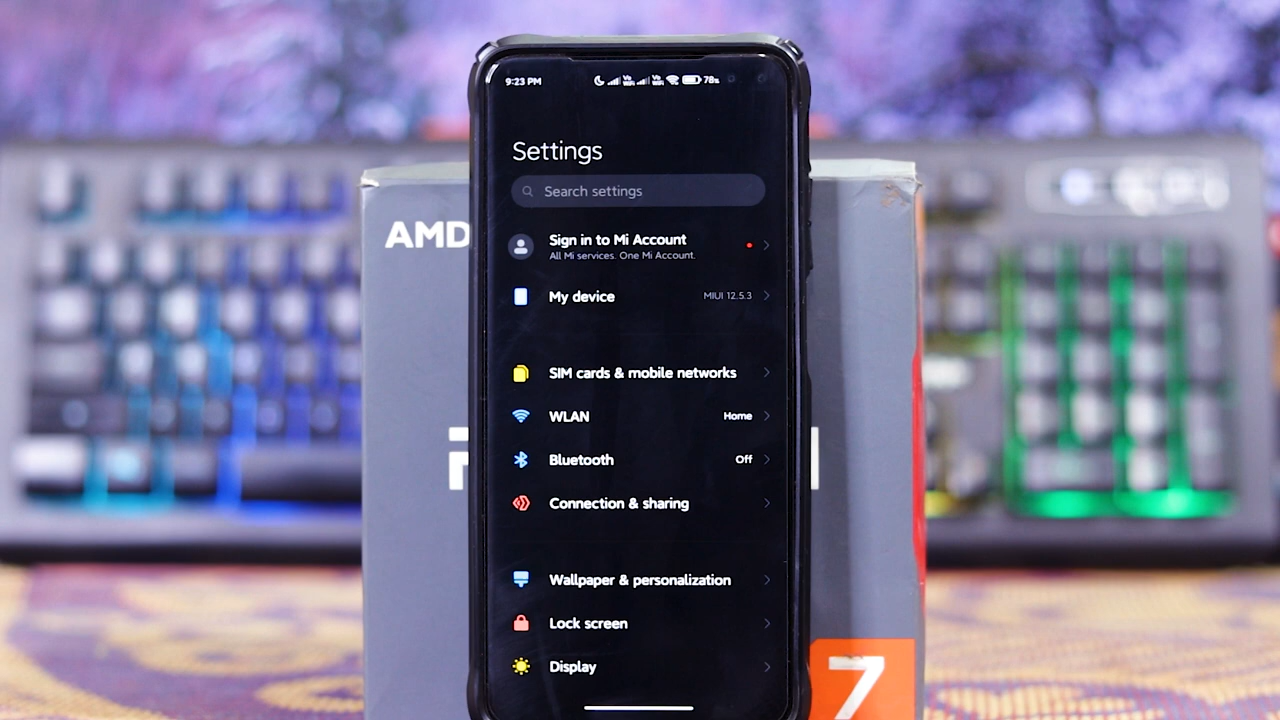 9:23 PM
78%
Settings
Search settings
Sign in to Mi Account
All Mi services. One Mi Account.
My device
MIUI 12.5.3
SIM cards & mobile networks
WLAN
Home
Bluetooth
Off
Connection & sharing
Wallpaper & personalization
Lock screen
Display
AMD
7